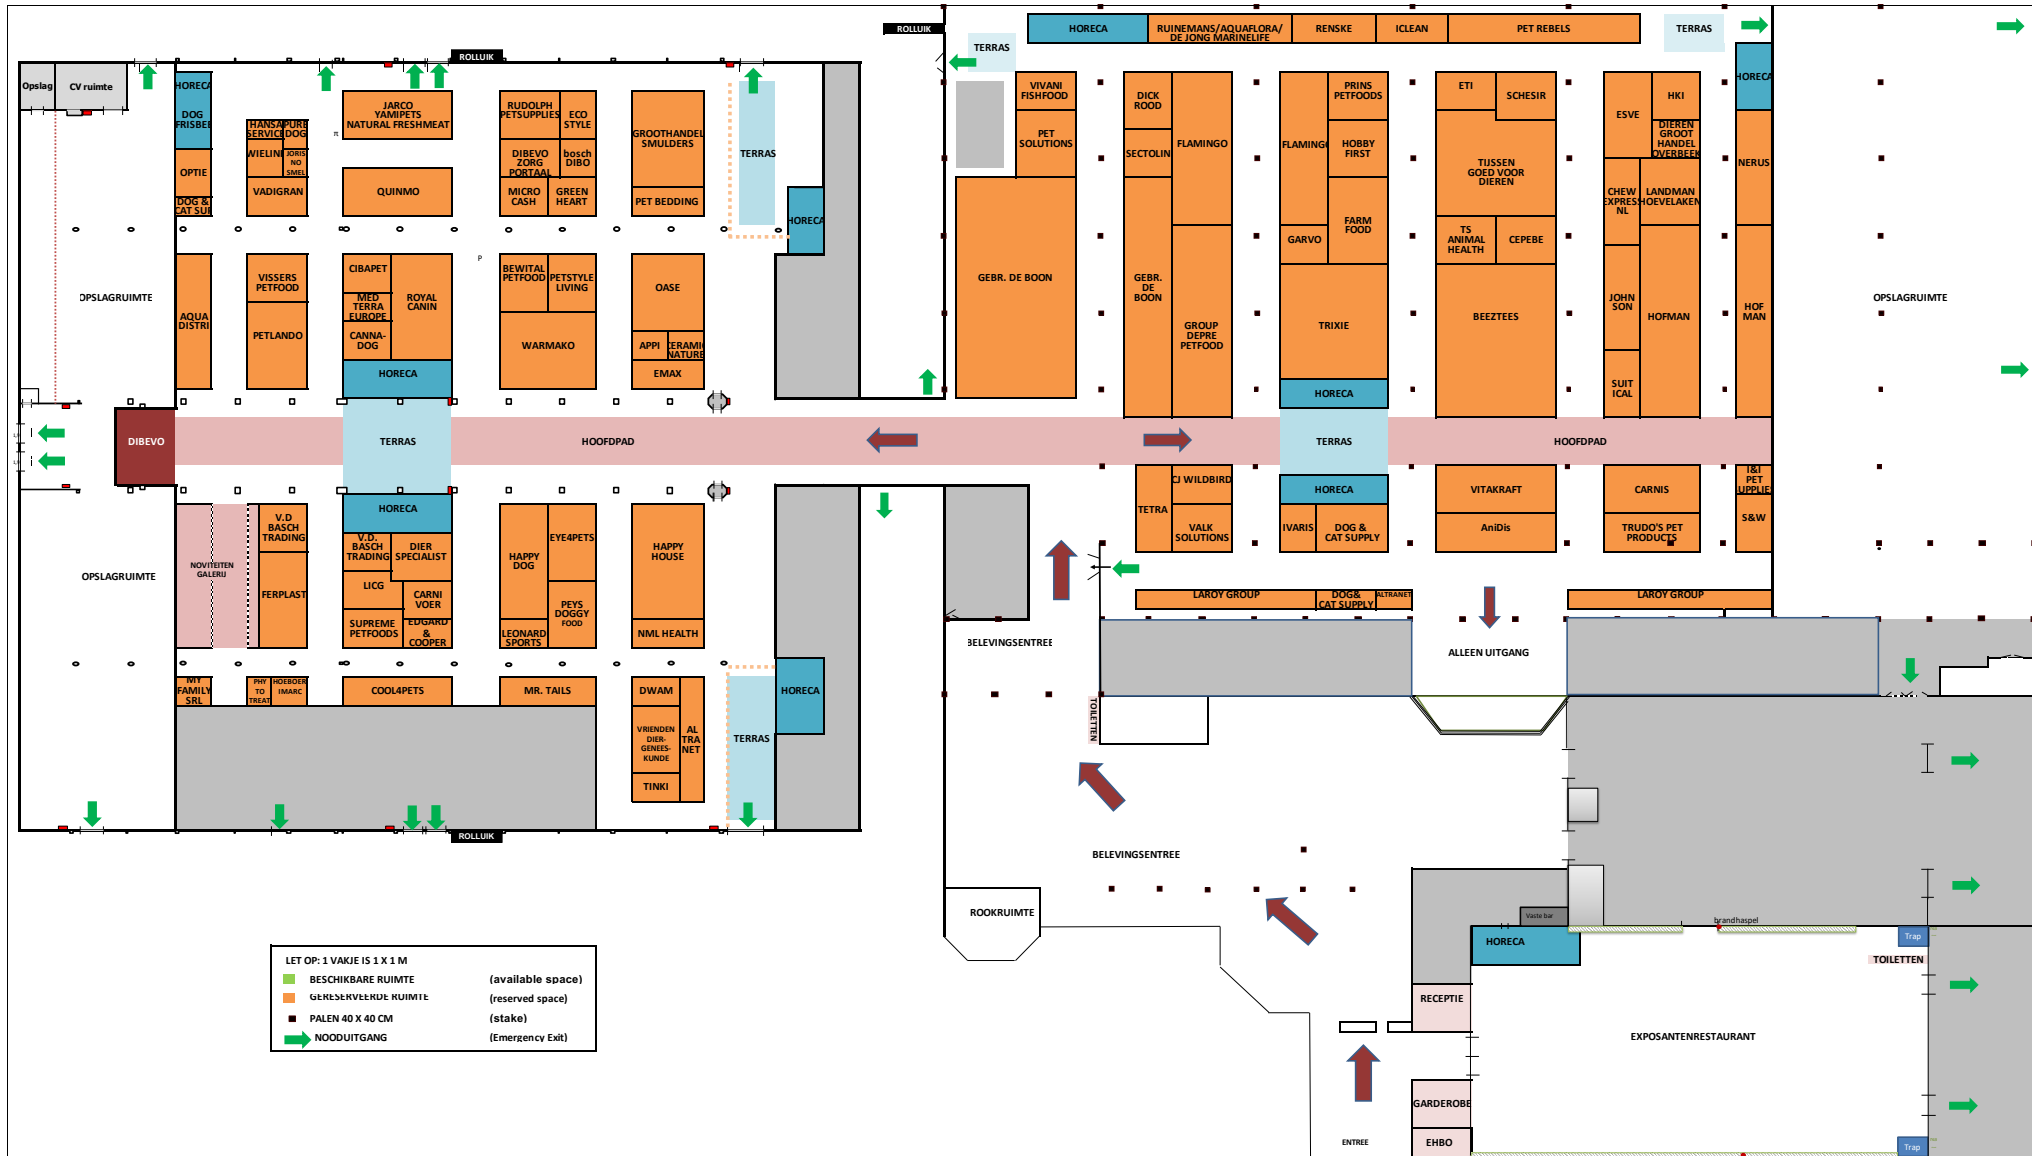 ROLLUIK
TERRAS
HORECA
RUINEMANS/AQUAFLORA/
DE JONG MARINELIFE
RENSKE
ICLEAN
PET REBELS
TERRAS
ROLLUIK
Opslag
CV ruimte
HORECA
DOG
FRISBEE
OPTIE
DOG &
CAT SUP
HANSA
SERVICE
PURE
DOG
WIELINK
JORIS
NO
SMEL
VADIGRAN
JARCO
YAMIPETS
NATURAL FRESHMEAT
QUINMO
RUDOLPH
PETSUPPLIES
ECO
STYLE
DIBEVO
ZORG
PORTAAL
bosch
DIBO
MICRO
CASH
GREEN
HEART
GROOTHANDEL
SMULDERS
PET BEDDING
TERRAS
HORECA
VIVANI
FISHFOOD
PET
SOLUTIONS
GEBR. DE BOON
DICK
ROOD
SECTOLIN
GEBR.
DE
BOON
FLAMINGO
GROUP
DEPRE
PETFOOD
FLAMINGO
GARVO
PRINS
PETFOODS
HOBBY
FIRST
FARM
FOOD
TRIXIE
HORECA
ETI
SCHESIR
TIJSSEN
GOED VOOR
DIEREN
TS
ANIMAL
HEALTH
CEPEBE
BEEZTEES
ESVE
HKI
DIEREN
GROOT
HANDEL
OVERBEEK
CHEW
EXPRESS
NL
LANDMAN
HOEVELAKEN
JOHN
SON
HOFMAN
SUIT
ICAL
HORECA
NERUS
HOF
MAN
OPSLAGRUIMTE
OPSLAGRUIMTE
AQUA
DISTRI
VISSERS
PETFOOD
PETLANDO
CIBAPET
MED
TERRA
EUROPE
CANNA-
DOG
ROYAL
CANIN
HORECA
P
BEWITAL
PETFOOD
PETSTYLE
LIVING
WARMAKO
OASE
APPI
CERAMIC
NATURE
EMAX
DIBEVO
TERRAS
HOOFDPAD
TERRAS
HOOFDPAD
OPSLAGRUIMTE
NOVITEITEN
GALERIJ
V.D
BASCH
TRADING
FERPLAST
HORECA
V.D.
BASCH
TRADING
DIER
SPECIALIST
LICG
CARNI
VOER
SUPREME
PETFOODS
EDGARD
&
COOPER
HAPPY
DOG
EYE4PETS
PEYS
DOGGY
FOOD
LEONARD
SPORTS
HAPPY
HOUSE
NML HEALTH
TETRA
CJ WILDBIRD
VALK
SOLUTIONS
HORECA
IVARIS
DOG &
CAT SUPPLY
VITAKRAFT
AniDis
CARNIS
TRUDO'S PET
PRODUCTS
I&I
PET
SUPPLIES
S&W
LAROY GROUP
DOG&
CAT SUPPLY
ALTRANET
LAROY GROUP
BELEVINGSENTREE
ALLEEN UITGANG
MY
FAMILY
SRL
PHY
TO
TREAT
HOEBOER
IMARC
COOL4PETS
MR. TAILS
DWAM
VRIENDEN
DIER-
GENEES-
KUNDE
AL
TRA
NET
TINKI
TERRAS
HORECA
TOILETTEN
ROLLUIK
BELEVINGSENTREE
ROOKRUIMTE
Vaste bar
brandhaspel
HORECA
Trap
TOILETTEN
RECEPTIE
EXPOSANTENRESTAURANT
GARDEROBE
EHBO
ENTREE
Trap
LET OP: 1 VAKJE IS 1 X 1 M
BESCHIKBARE RUIMTE (available space)
GERESERVEERDE RUIMTE (reserved space)
PALEN 40 X 40 CM (stake)
NOODUITGANG (Emergency Exit)